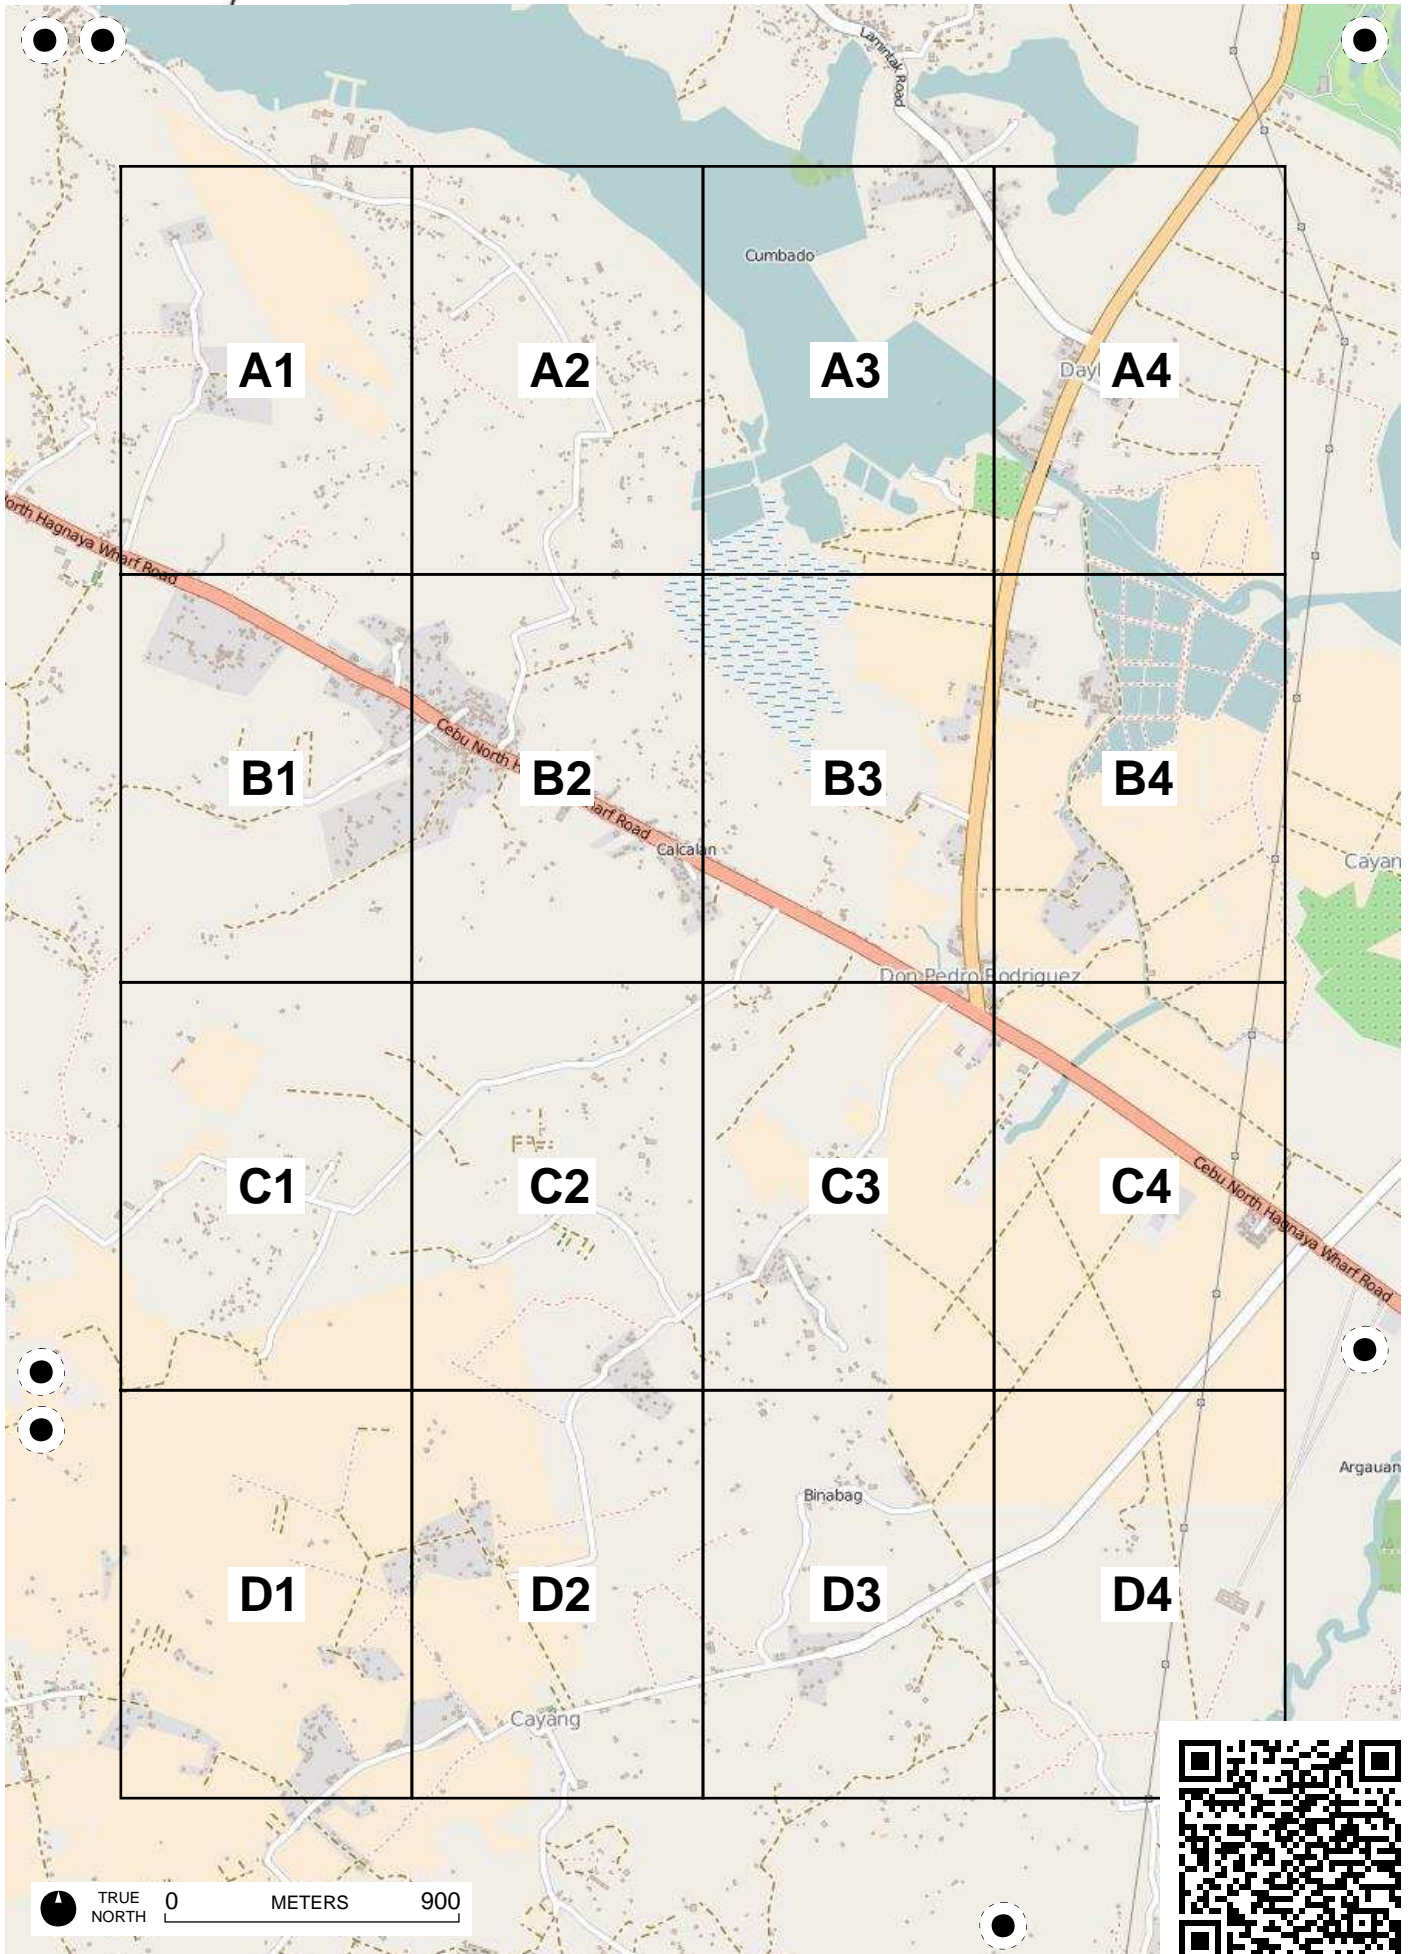 Lamintak Road
Cumbado
A1
A2
A3
Dayl
A4
North Hagnaya Wharf Road
Cebu North H
B1
B2
B3
B4
arf Road
Calcalan
Cayan
Don Pedro Rodriguez
C1
C2
C3
C4
Cebu North Hagnaya Wharf Road
Argauan
Binabag
D1
D2
D3
D4
Cayang
TRUE
NORTH
0 METERS 900